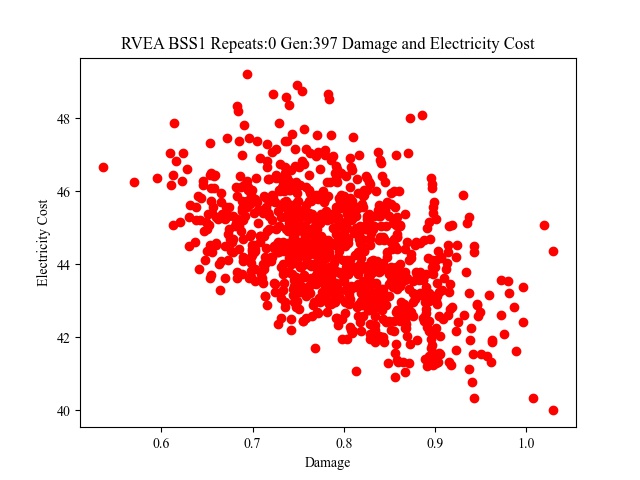 RVEA BSS1 Repeats:0 Gen:397 Damage and Electricity Cost
Electricity Cost
48
46
44
42
40
0.6 0.7 0.8 0.9 1.0
Damage